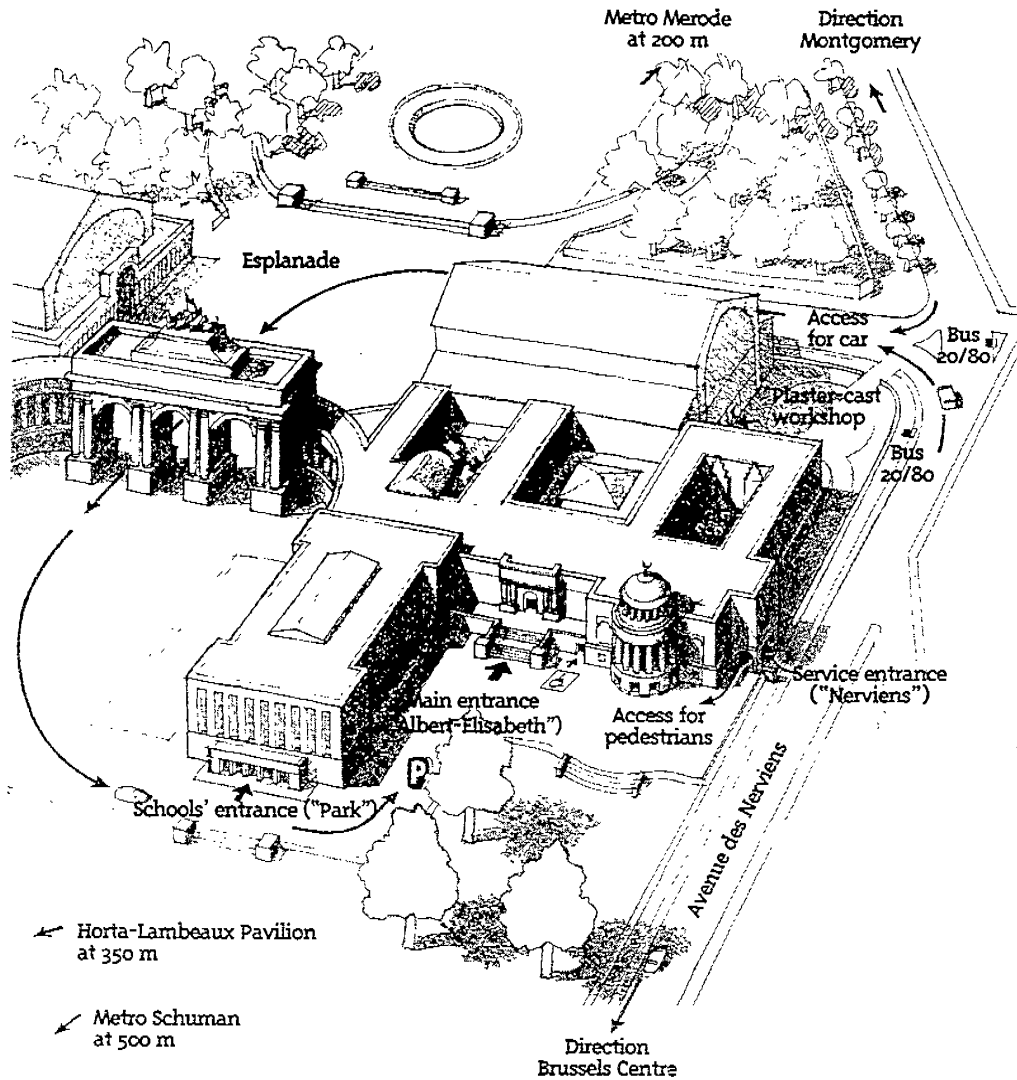 Metro Merode
at 200 m
Direction
Montgomery
Esplanade
Access
for car
Bus
20/80
Plaster-cast
workshop
Bus
20/80
Main entrance
Albert-Elisabeth")
Service entrance
("Nerviens")
Access for
pedestrians
P
Schools' entrance ("Park")
Avenue des Nerviens
Horta-Lambeaux Pavilion
at 350 m
Metro Schuman
at 500 m
Direction
Brussels Centre